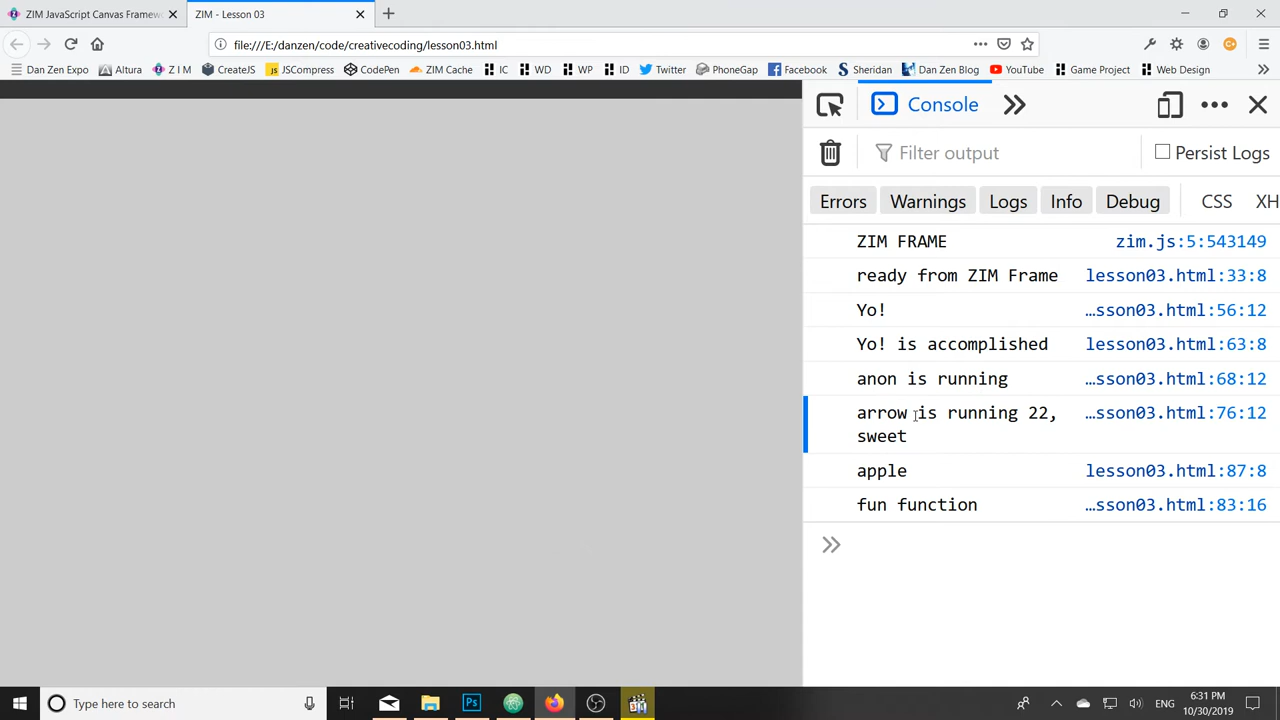 ZIM JavaScript Canvas Framewo
ZIM - Lesson 03
file:///E:/danzen/code/creativecoding/lesson03.html
Dan Zen Expo Altura Z I M CreateJS JSCompress CodePen ZIM Cache IC WD WP ID Twitter PhoneGap Facebook Sheridan Dan Zen Blog YouTube Game Project Web Design
Console
Filter output Persist Logs
Errors Warnings Logs Info Debug CSS XH
ZIM FRAME zim.js:5:543149
ready from ZIM Frame lesson03.html:33:8
Yo! …sson03.html:56:12
Yo! is accomplished lesson03.html:63:8
anon is running …sson03.html:68:12
arrow is running 22, …sson03.html:76:12
sweet
apple lesson03.html:87:8
fun function …sson03.html:83:16
Type here to search
Ps
321
ENG
6:31 PM
10/30/2019